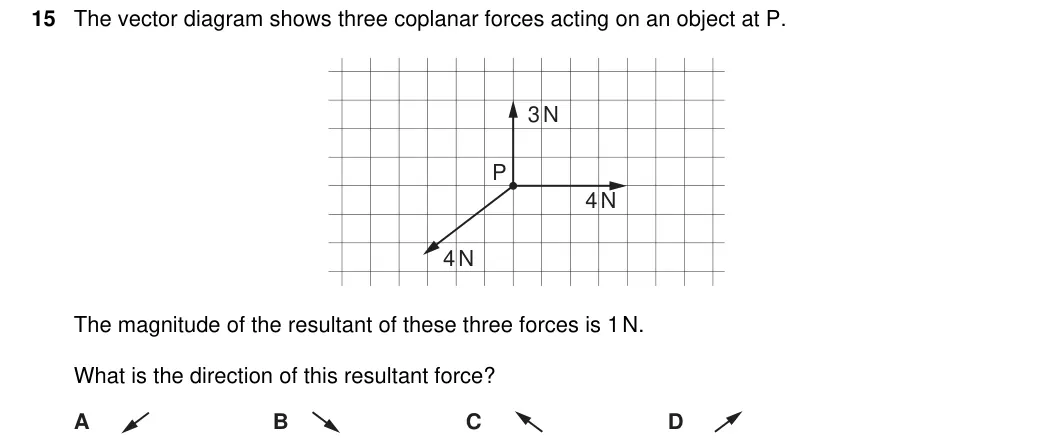 15 The vector diagram shows three coplanar forces acting on an object at P.
3 N
P
4 N
4 N
The magnitude of the resultant of these three forces is 1 N.
What is the direction of this resultant force?
A B C D